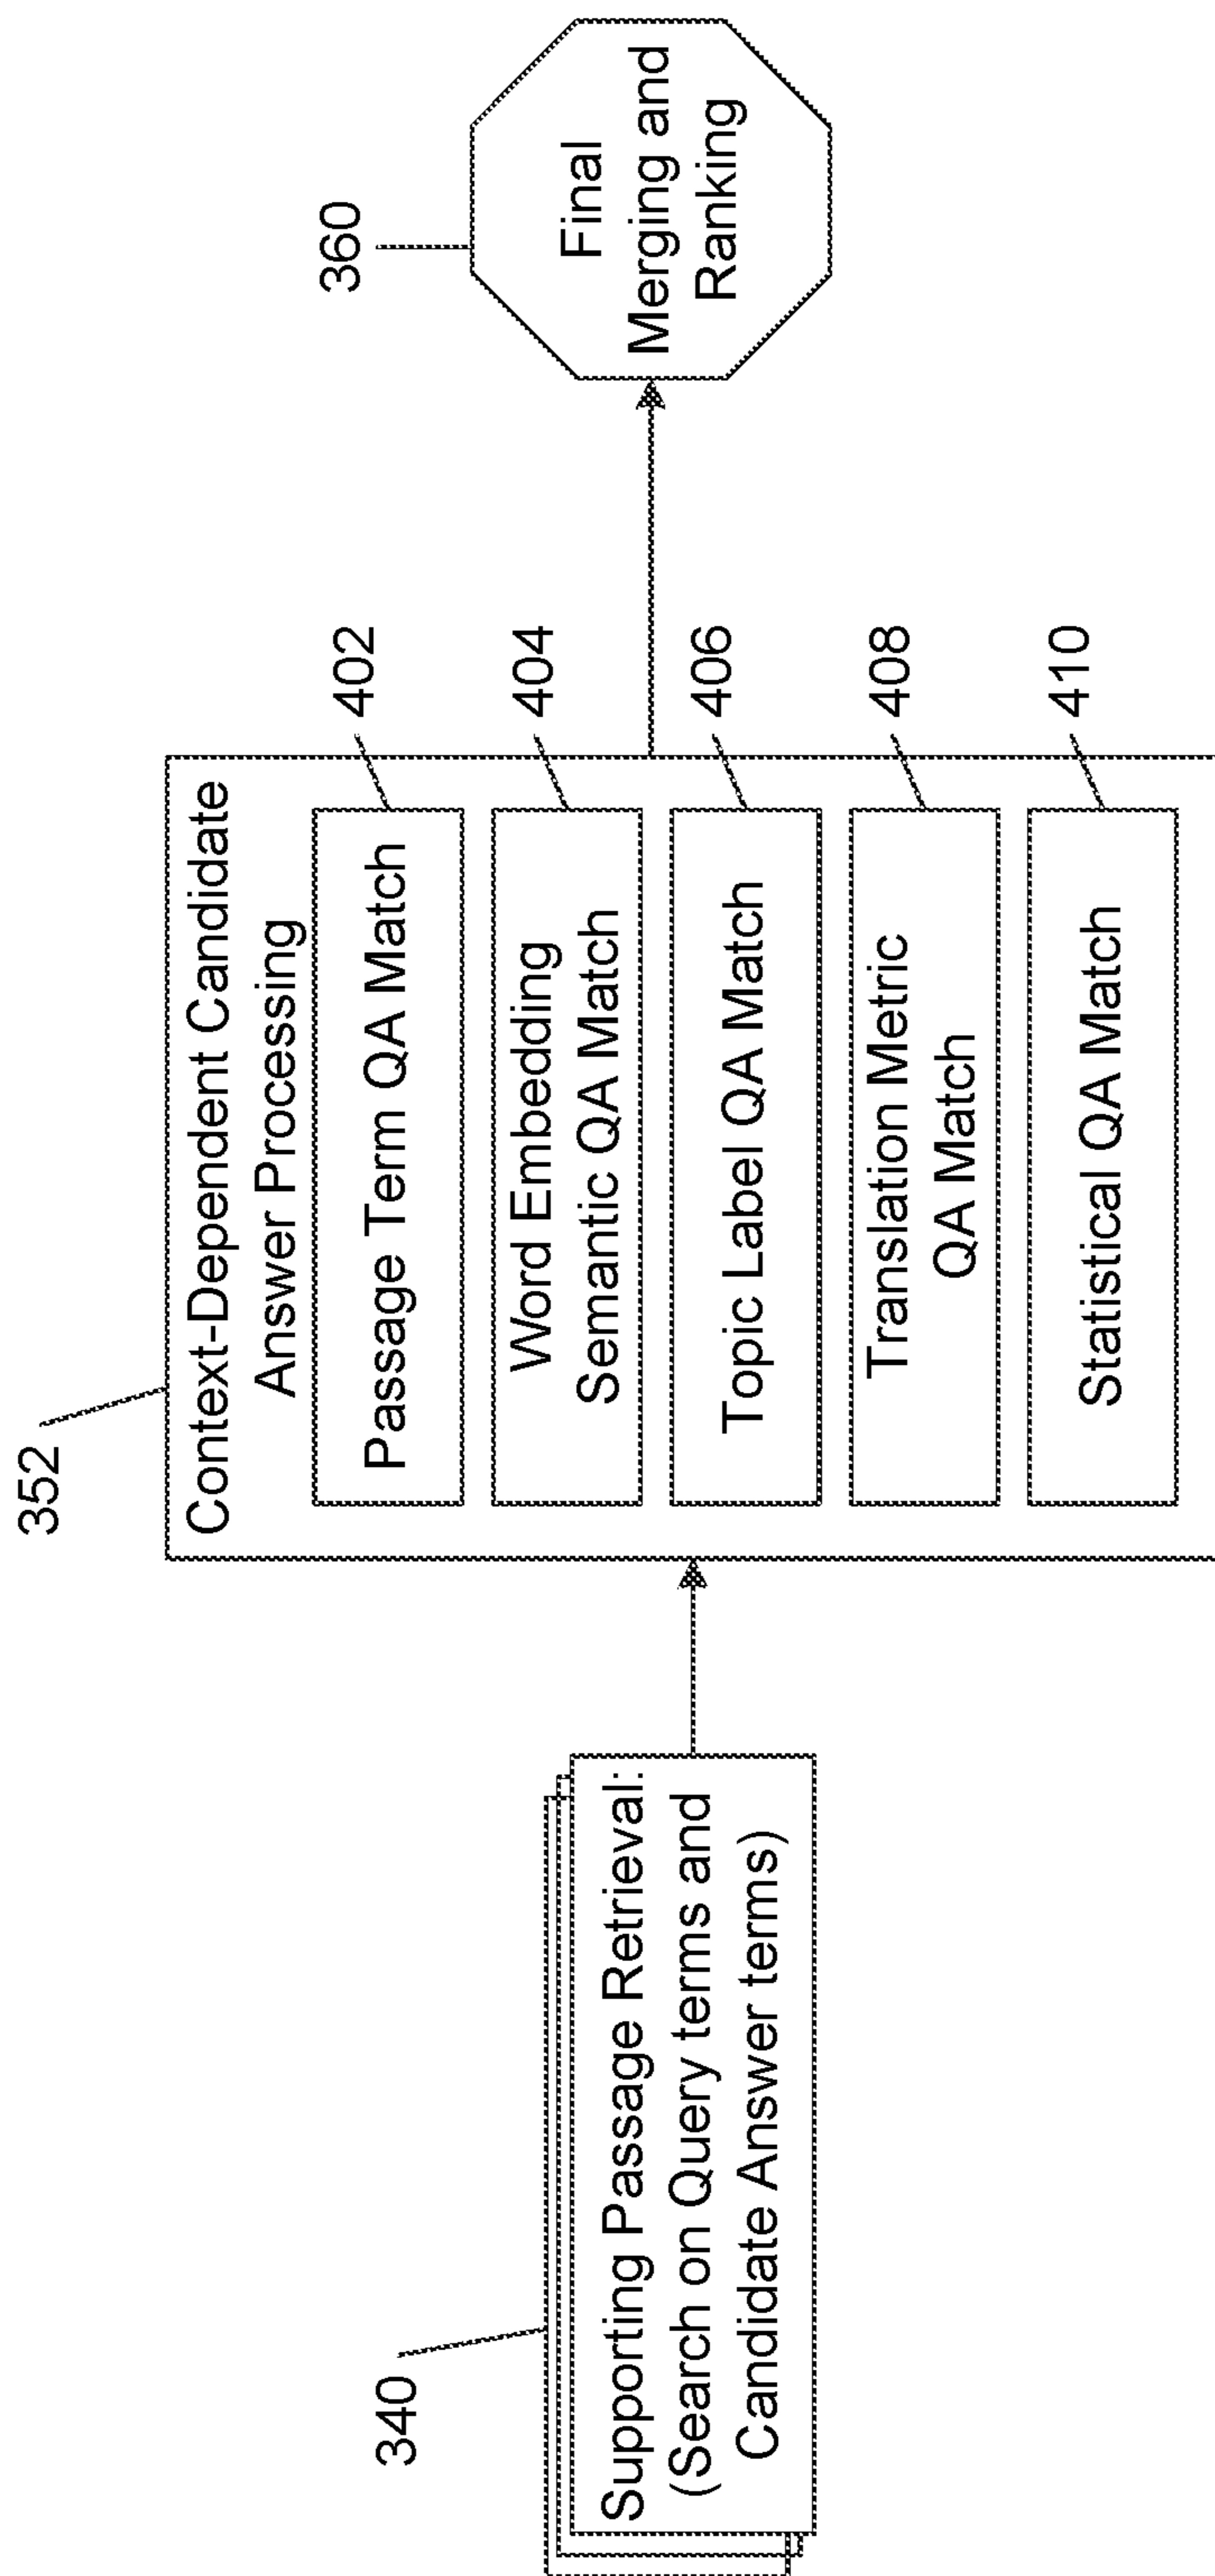 340
Supporting Passage Retrieval:
(Search on Query terms and
Candidate Answer terms)
352
Context-Dependent Candidate
Answer Processing
Passage Term QA Match
402
Word Embedding
Semantic QA Match
404
Topic Label QA Match
406
Translation Metric
QA Match
408
Statistical QA Match
410
360
Final
Merging and
Ranking